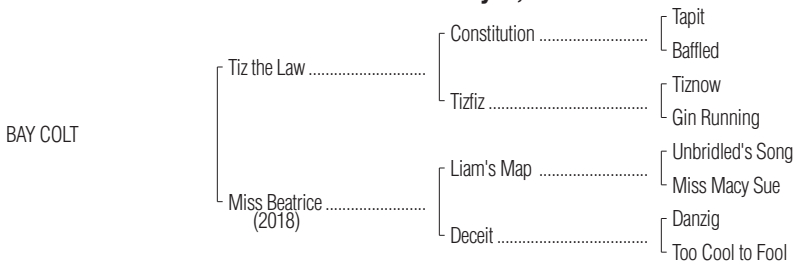 Tapit
Constitution ..............................
Baffled
Tiz the Law ................................
Tiznow
Tizfiz ............................................
Gin Running
BAY COLT
Unbridled's Song
Liam's Map ..............................
Miss Macy Sue
Miss Beatrice ...........................
(2018)
Danzig
Deceit ..........................................
Too Cool to Fool